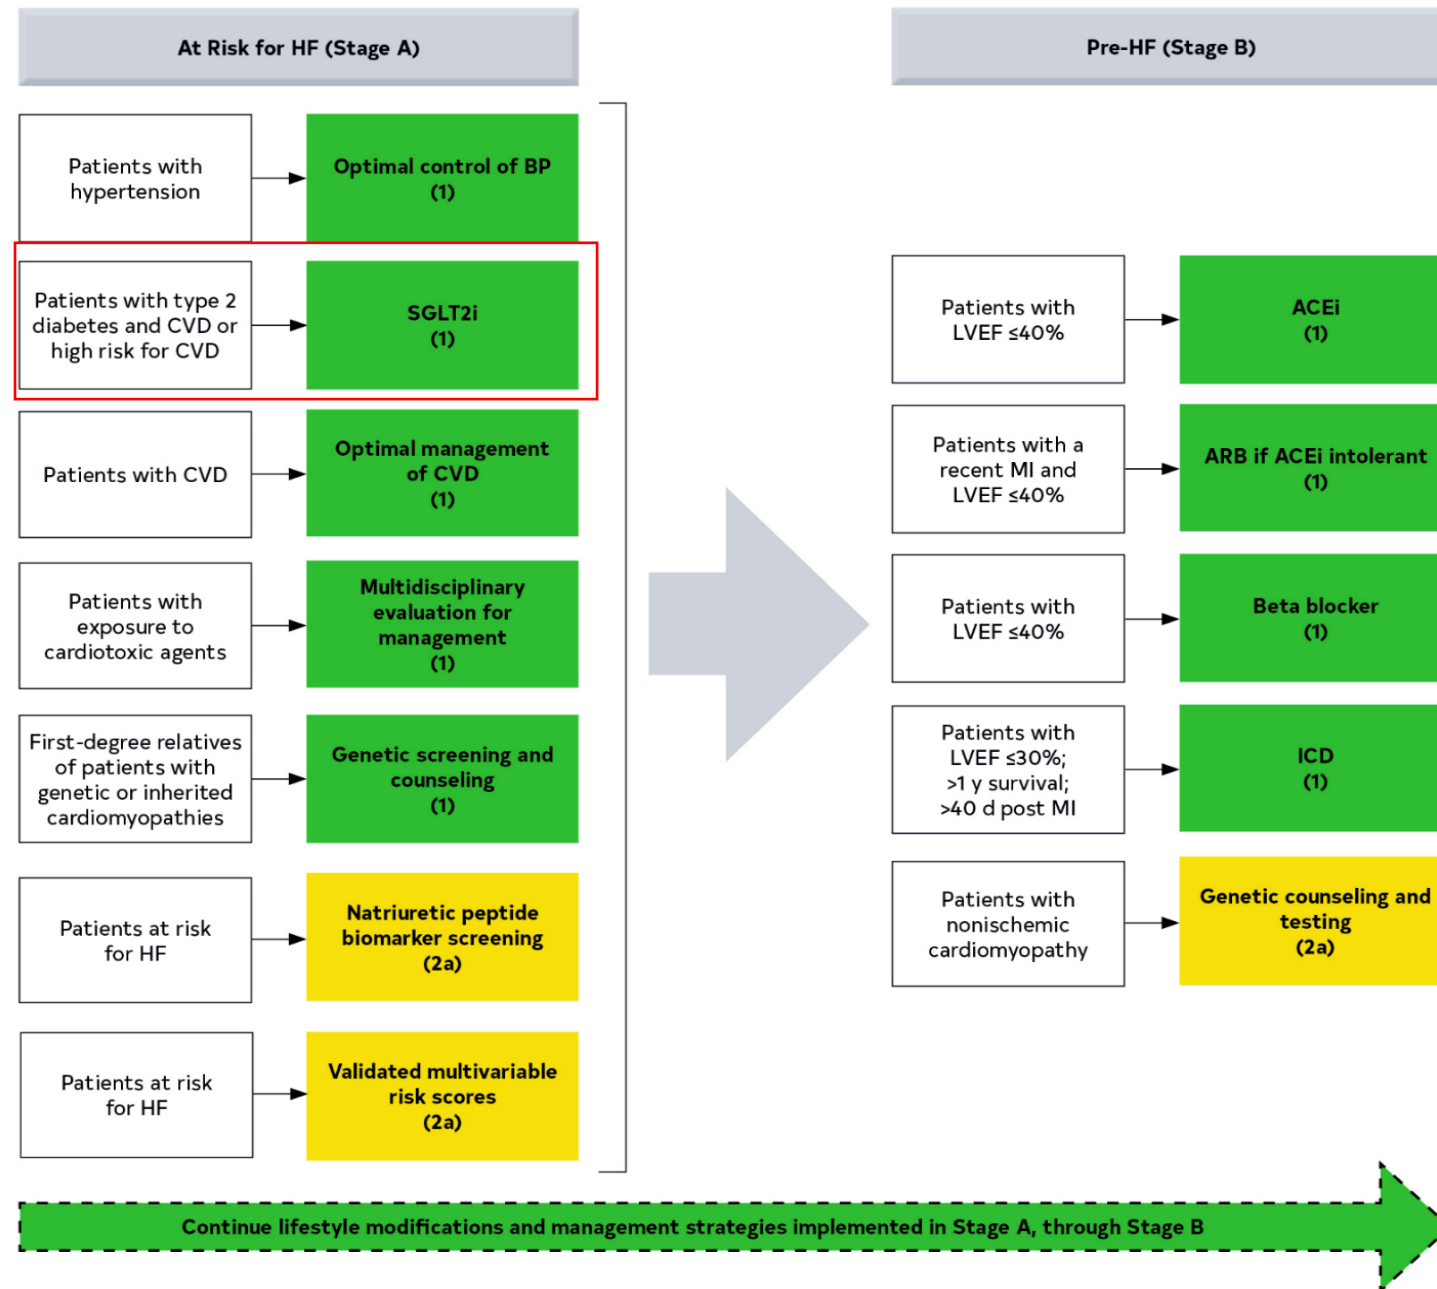 At Risk for HF (Stage A)
Patients with
hypertension
Optimal control of BP
(1)
Patients with type 2
diabetes and CVD or
high risk for CVD
SGLT2i
(1)
Patients with CVD
Optimal management
of CVD
(1)
Patients with
exposure to
cardiotoxic agents
Multidisciplinary
evaluation for
management
(1)
First-degree relatives
of patients with
genetic or inherited
cardiomyopathies
Genetic screening and
counseling
(1)
Patients at risk
for HF
Natriuretic peptide
biomarker screening
(2a)
Patients at risk
for HF
Validated multivariable
risk scores
(2a)
Pre-HF (Stage B)
Patients with
LVEF ≤40%
ACEi
(1)
Patients with a
recent MI and
LVEF ≤40%
ARB if ACEi intolerant
(1)
Patients with
LVEF ≤40%
Beta blocker
(1)
Patients with
LVEF ≤30%;
>1 y survival;
>40 d post MI
ICD
(1)
Patients with
nonischemic
cardiomyopathy
Genetic counseling and
testing
(2a)
Continue lifestyle modifications and management strategies implemented in Stage A, through Stage B